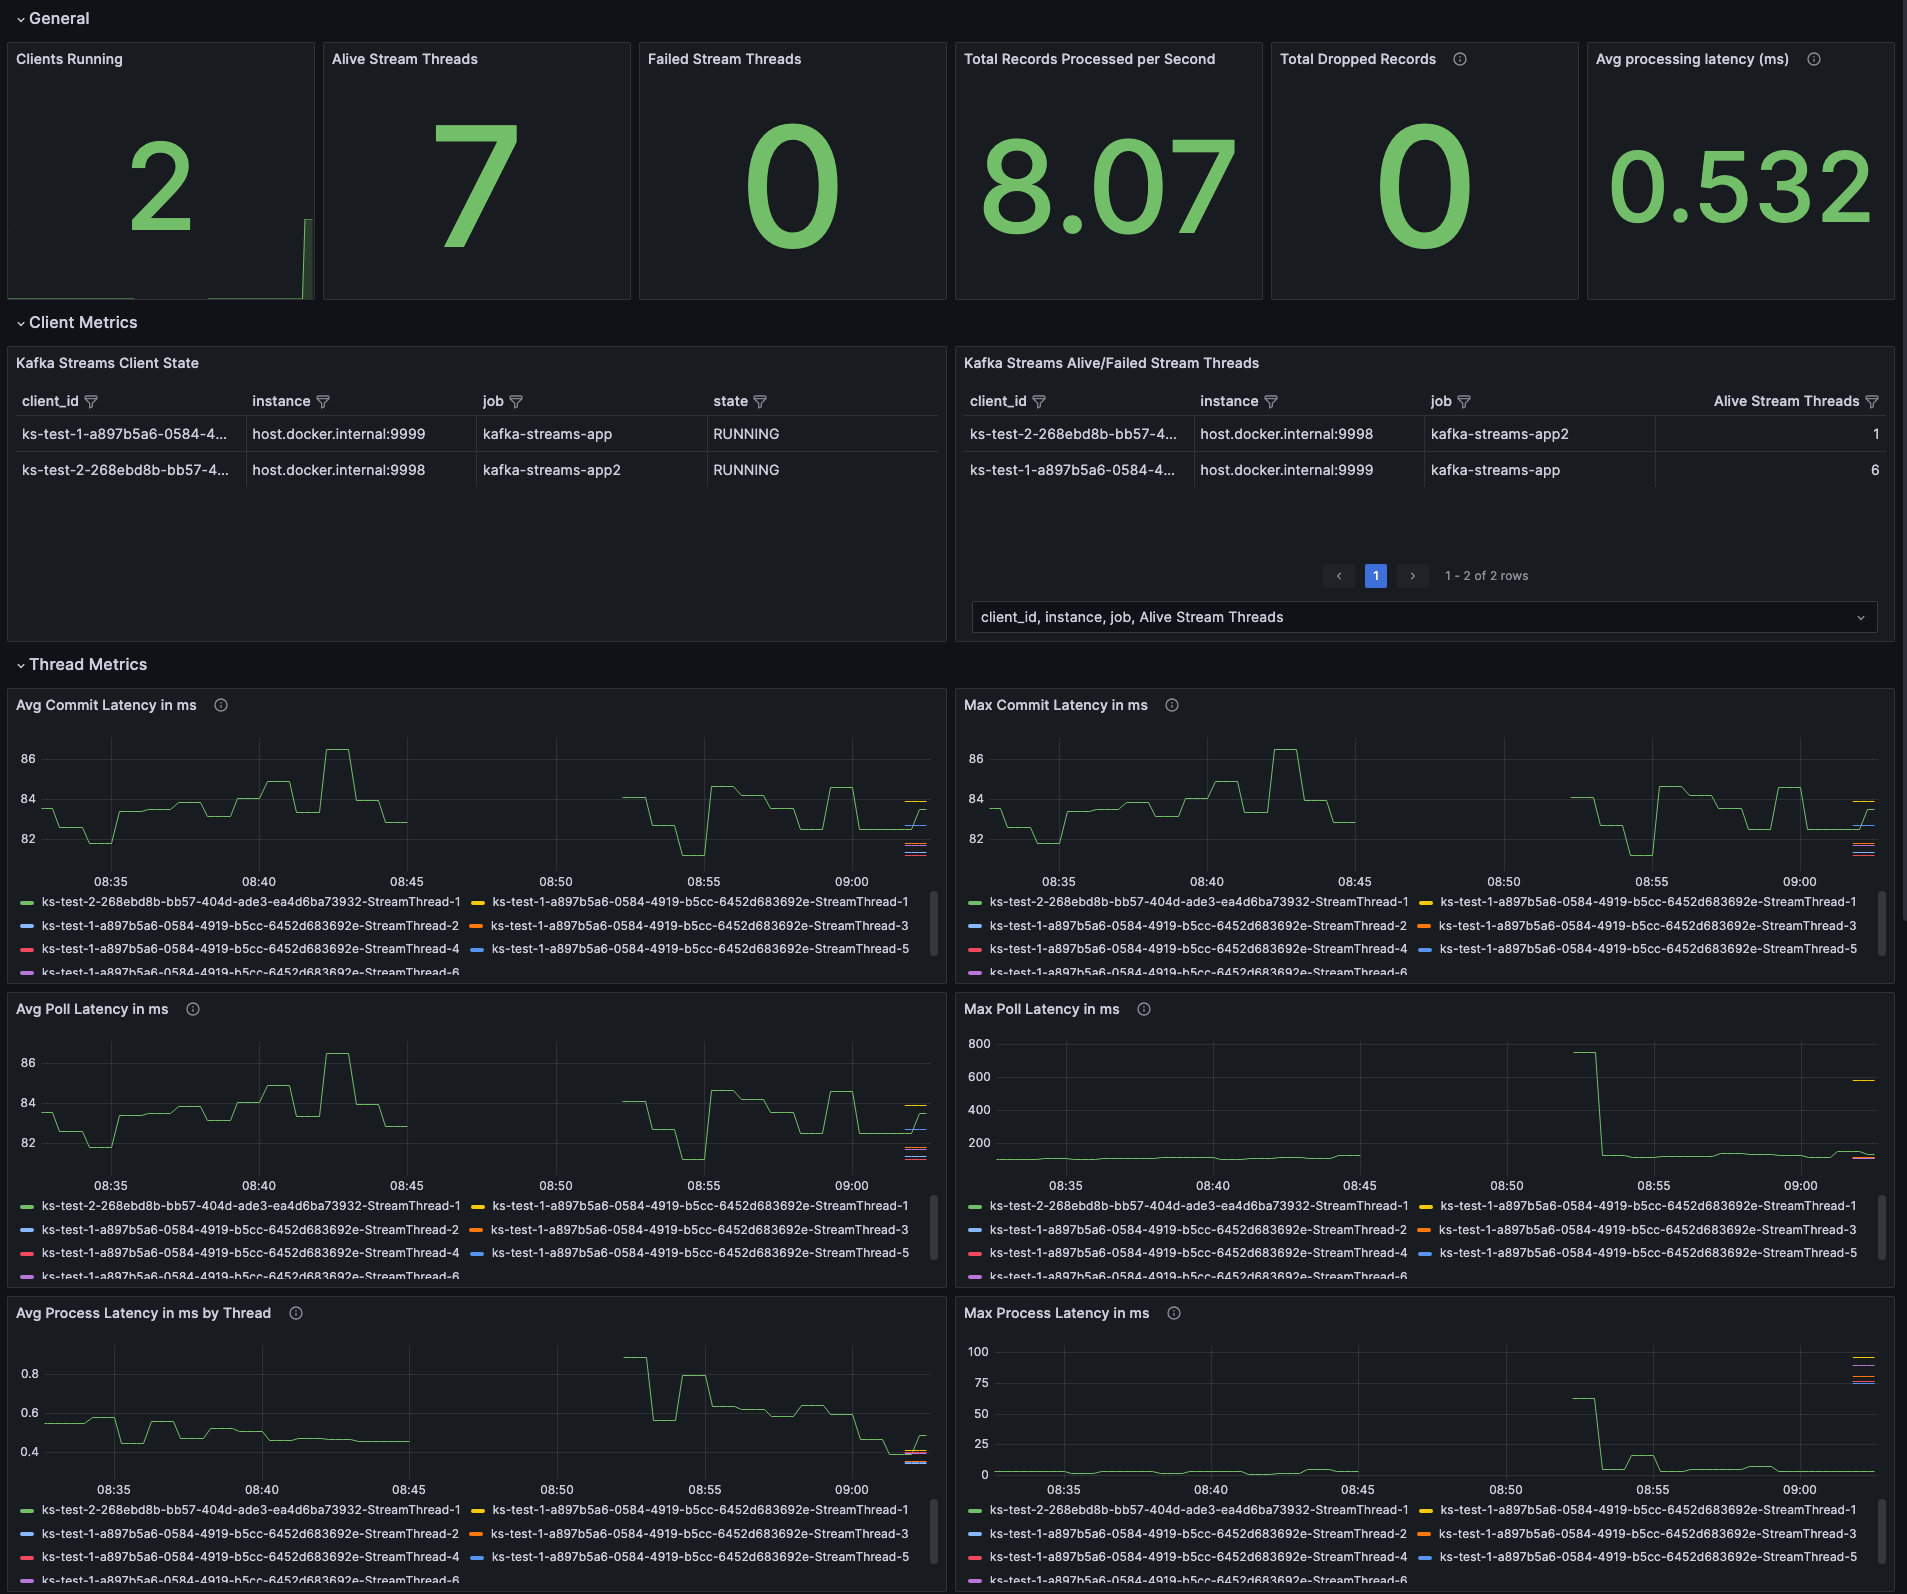 General
Clients Running
2
Alive Stream Threads
7
Failed Stream Threads
0
Total Records Processed per Second
8.07
Total Dropped Records
0
Avg processing latency (ms)
0.532
Client Metrics
Kafka Streams Client State
client_id instance job state
ks-test-1-a897b5a6-0584-4... host.docker.internal:9999 kafka-streams-app RUNNING
ks-test-2-268ebd8b-bb57-4... host.docker.internal:9998 kafka-streams-app2 RUNNING
Kafka Streams Alive/Failed Stream Threads
client_id instance job Alive Stream Threads
ks-test-2-268ebd8b-bb57-4... host.docker.internal:9998 kafka-streams-app2 1
ks-test-1-a897b5a6-0584-4... host.docker.internal:9999 kafka-streams-app 6
1 1 - 2 of 2 rows
client_id, instance, job, Alive Stream Threads
Thread Metrics
Avg Commit Latency in ms
86
84
82
08:35 08:40 08:45 08:50 08:55 09:00
ks-test-2-268ebd8b-bb57-404d-ade3-ea4d6ba73932-StreamThread-1 ks-test-1-a897b5a6-0584-4919-b5cc-6452d683692e-StreamThread-1
ks-test-1-a897b5a6-0584-4919-b5cc-6452d683692e-StreamThread-2 ks-test-1-a897b5a6-0584-4919-b5cc-6452d683692e-StreamThread-3
ks-test-1-a897b5a6-0584-4919-b5cc-6452d683692e-StreamThread-4 ks-test-1-a897b5a6-0584-4919-b5cc-6452d683692e-StreamThread-5
ks-test-1-a897b5a6-0584-4919-b5cc-6452d683692e-StreamThread-6
Max Commit Latency in ms
86
84
82
08:35 08:40 08:45 08:50 08:55 09:00
ks-test-2-268ebd8b-bb57-404d-ade3-ea4d6ba73932-StreamThread-1 ks-test-1-a897b5a6-0584-4919-b5cc-6452d683692e-StreamThread-1
ks-test-1-a897b5a6-0584-4919-b5cc-6452d683692e-StreamThread-2 ks-test-1-a897b5a6-0584-4919-b5cc-6452d683692e-StreamThread-3
ks-test-1-a897b5a6-0584-4919-b5cc-6452d683692e-StreamThread-4 ks-test-1-a897b5a6-0584-4919-b5cc-6452d683692e-StreamThread-5
ks-test-1-a897b5a6-0584-4919-b5cc-6452d683692e-StreamThread-6
Avg Poll Latency in ms
86
84
82
08:35 08:40 08:45 08:50 08:55 09:00
ks-test-2-268ebd8b-bb57-404d-ade3-ea4d6ba73932-StreamThread-1 ks-test-1-a897b5a6-0584-4919-b5cc-6452d683692e-StreamThread-1
ks-test-1-a897b5a6-0584-4919-b5cc-6452d683692e-StreamThread-2 ks-test-1-a897b5a6-0584-4919-b5cc-6452d683692e-StreamThread-3
ks-test-1-a897b5a6-0584-4919-b5cc-6452d683692e-StreamThread-4 ks-test-1-a897b5a6-0584-4919-b5cc-6452d683692e-StreamThread-5
ks-test-1-a897b5a6-0584-4919-b5cc-6452d683692e-StreamThread-6
Max Poll Latency in ms
800
600
400
200
08:35 08:40 08:45 08:50 08:55 09:00
ks-test-2-268ebd8b-bb57-404d-ade3-ea4d6ba73932-StreamThread-1 ks-test-1-a897b5a6-0584-4919-b5cc-6452d683692e-StreamThread-1
ks-test-1-a897b5a6-0584-4919-b5cc-6452d683692e-StreamThread-2 ks-test-1-a897b5a6-0584-4919-b5cc-6452d683692e-StreamThread-3
ks-test-1-a897b5a6-0584-4919-b5cc-6452d683692e-StreamThread-4 ks-test-1-a897b5a6-0584-4919-b5cc-6452d683692e-StreamThread-5
ks-test-1-a897b5a6-0584-4919-b5cc-6452d683692e-StreamThread-6
Avg Process Latency in ms by Thread
0.8
0.6
0.4
08:35 08:40 08:45 08:50 08:55 09:00
ks-test-2-268ebd8b-bb57-404d-ade3-ea4d6ba73932-StreamThread-1 ks-test-1-a897b5a6-0584-4919-b5cc-6452d683692e-StreamThread-1
ks-test-1-a897b5a6-0584-4919-b5cc-6452d683692e-StreamThread-2 ks-test-1-a897b5a6-0584-4919-b5cc-6452d683692e-StreamThread-3
ks-test-1-a897b5a6-0584-4919-b5cc-6452d683692e-StreamThread-4 ks-test-1-a897b5a6-0584-4919-b5cc-6452d683692e-StreamThread-5
ks-test-1-a897b5a6-0584-4919-b5cc-6452d683692e-StreamThread-6
Max Process Latency in ms
100
75
50
25
0
08:35 08:40 08:45 08:50 08:55 09:00
ks-test-2-268ebd8b-bb57-404d-ade3-ea4d6ba73932-StreamThread-1 ks-test-1-a897b5a6-0584-4919-b5cc-6452d683692e-StreamThread-1
ks-test-1-a897b5a6-0584-4919-b5cc-6452d683692e-StreamThread-2 ks-test-1-a897b5a6-0584-4919-b5cc-6452d683692e-StreamThread-3
ks-test-1-a897b5a6-0584-4919-b5cc-6452d683692e-StreamThread-4 ks-test-1-a897b5a6-0584-4919-b5cc-6452d683692e-StreamThread-5
ks-test-1-a897b5a6-0584-4919-b5cc-6452d683692e-StreamThread-6